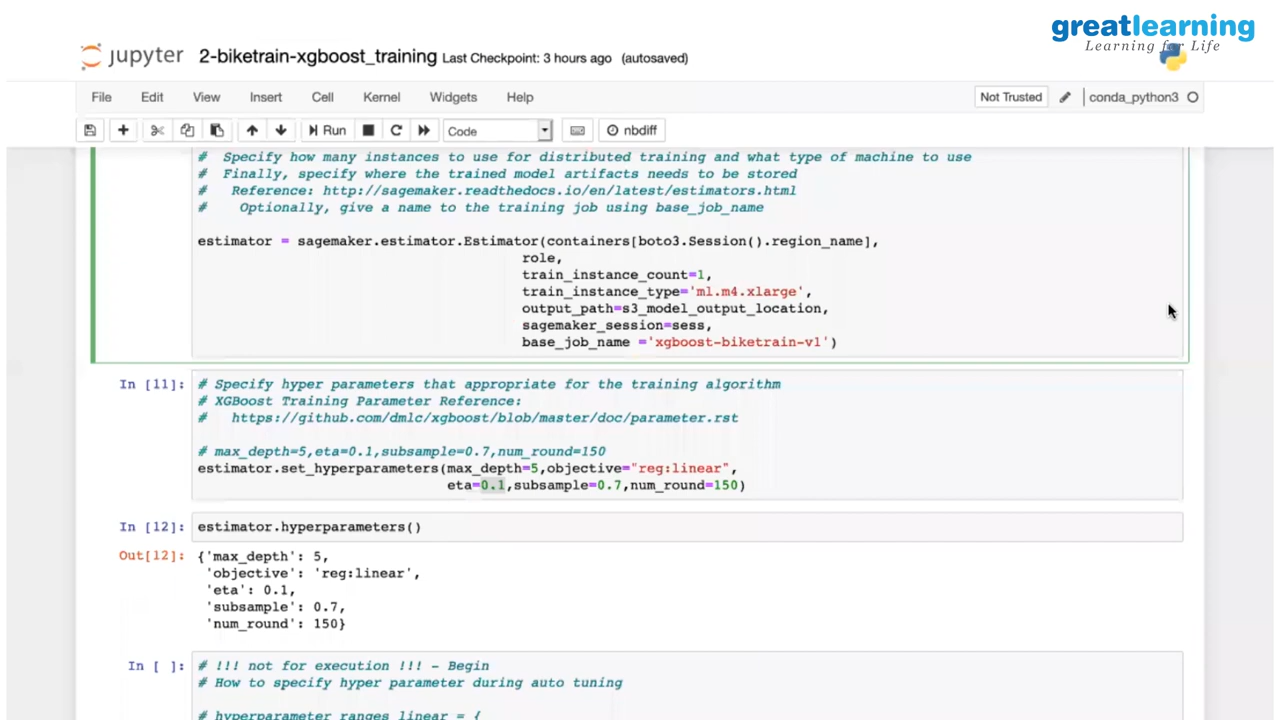 greatlearning
Learning for Life
jupyter 2-biketrain-xgboost_training Last Checkpoint: 3 hours ago (autosaved)
File Edit View Insert Cell Kernel Widgets Help Not Trusted conda_python3
Run Code nbdiff
# Specify how many instances to use for distributed training and what type of machine to use
# Finally, specify where the trained model artifacts needs to be stored
# Reference: http://sagemaker.readthedocs.io/en/latest/estimators.html
# Optionally, give a name to the training job using base_job_name
estimator = sagemaker.estimator.Estimator(containers[boto3.Session().region_name],
role,
train_instance_count=1,
train_instance_type='ml.m4.xlarge',
output_path=s3_model_output_location,
sagemaker_session=sess,
base_job_name ='xgboost-biketrain-v1')
In [11]: # Specify hyper parameters that appropriate for the training algorithm
# XGBoost Training Parameter Reference:
# https://github.com/dmlc/xgboost/blob/master/doc/parameter.rst
# max_depth=5,eta=0.1,subsample=0.7,num_round=150
estimator.set_hyperparameters(max_depth=5,objective="reg:linear",
eta=0.1,subsample=0.7,num_round=150)
In [12]: estimator.hyperparameters()
Out[12]: {'max_depth': 5,
'objective': 'reg:linear',
'eta': 0.1,
'subsample': 0.7,
'num_round': 150}
In [ ]: # !!! not for execution !!! - Begin
# How to specify hyper parameter during auto tuning
# hyperparameter ranges linear = {